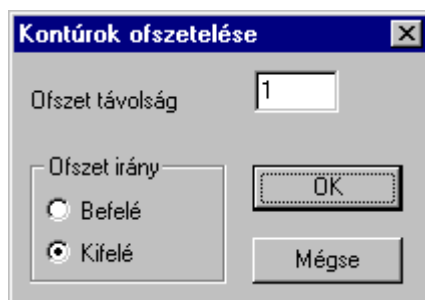 Kontúrok ofszetelése
Ofszet távolság
1
Ofszet irány
Befelé
Kifelé
OK
Mégse